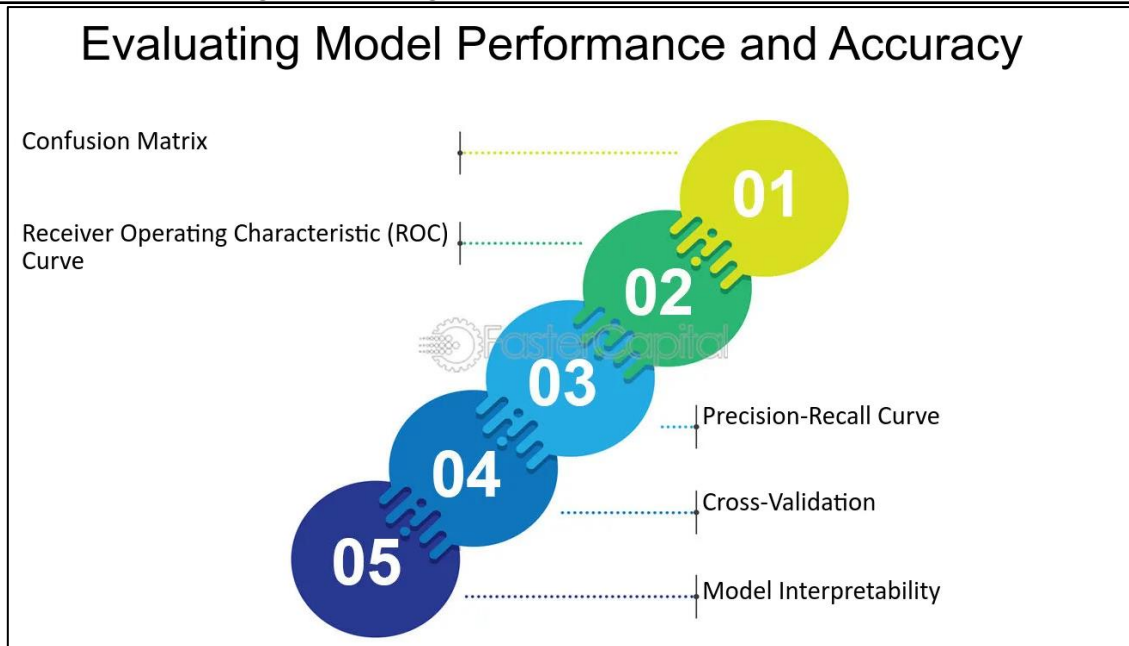 Evaluating Model Performance and Accuracy
Confusion Matrix
01
Receiver Operating Characteristic (ROC)
Curve
02
FasterCapital
03
Precision-Recall Curve
04
Cross-Validation
05
Model Interpretability